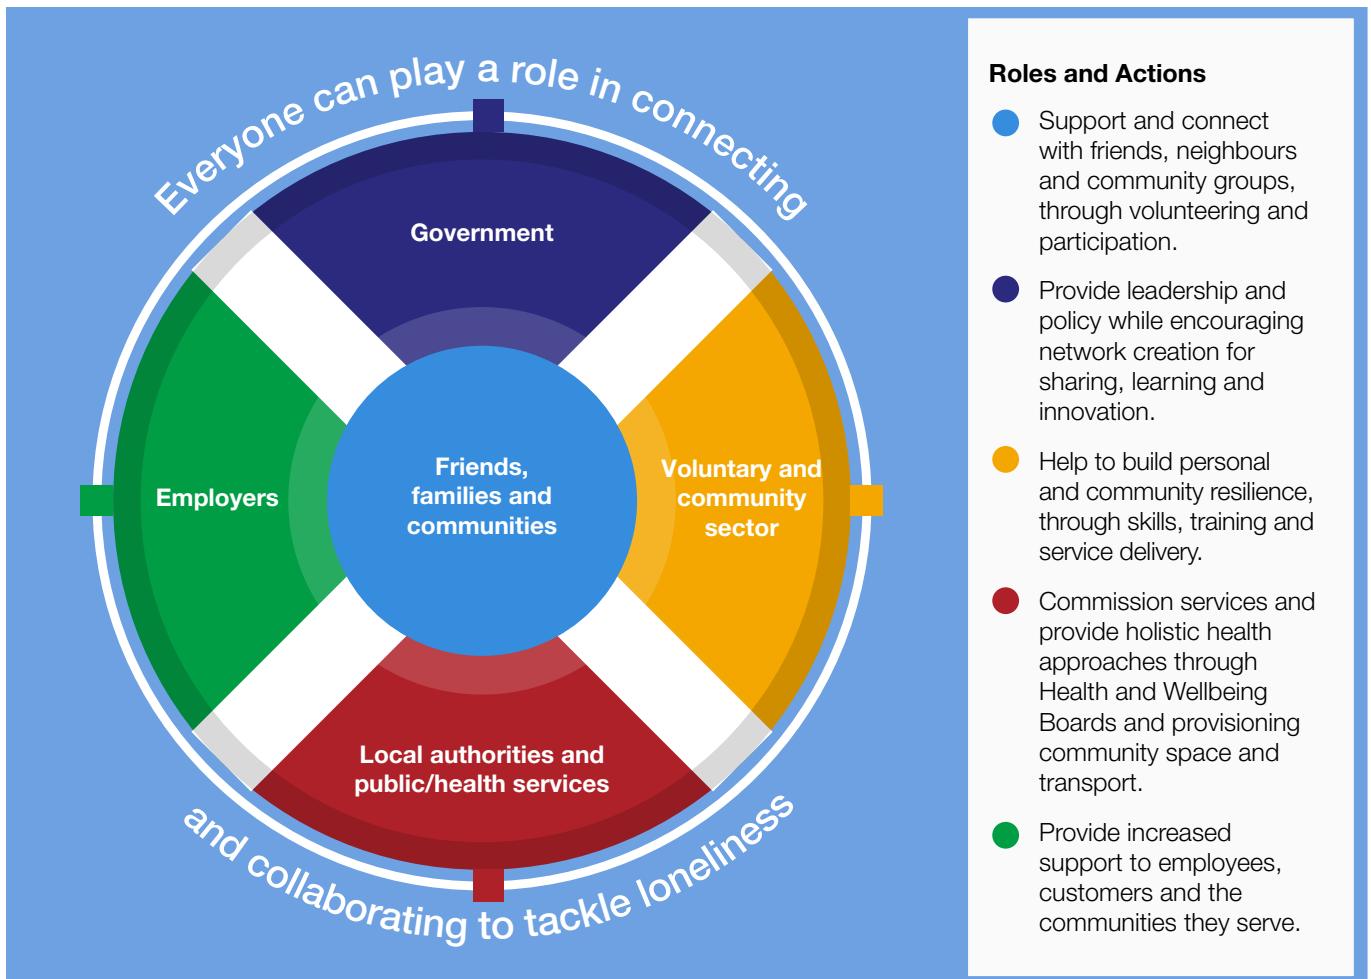 Everyone can play a role in connecting
Government
Employers
Friends,
families and
communities
Voluntary and
community
sector
Local authorities and
public/health services
and collaborating to tackle loneliness
Roles and Actions
Support and connect
with friends, neighbours
and community groups,
through volunteering and
participation.
Provide leadership and
policy while encouraging
network creation for
sharing, learning and
innovation.
Help to build personal
and community resilience,
through skills, training and
service delivery.
Commission services and
provide holistic health
approaches through
Health and Wellbeing
Boards and provisioning
community space and
transport.
Provide increased
support to employees,
customers and the
communities they serve.